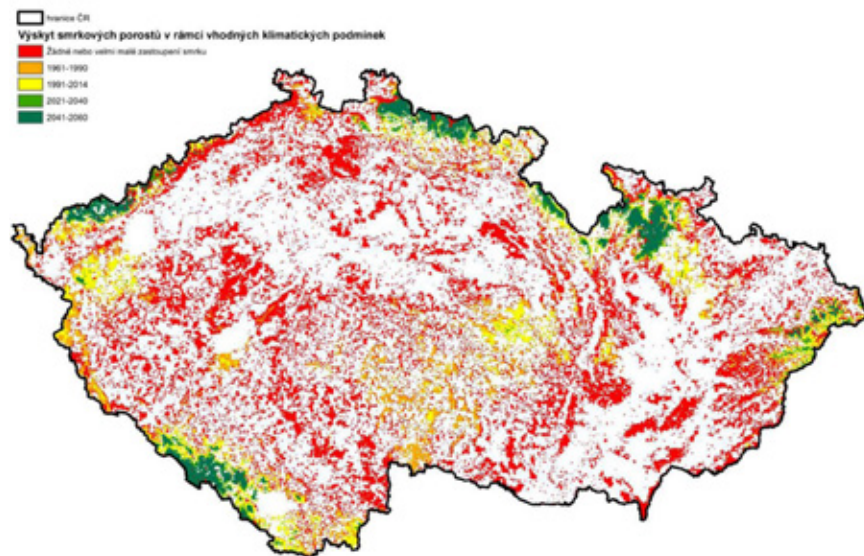 hranice ČR
Výskyt smrkových porostů v rámci vhodných klimatických podmínek
Žádné nebo velmi malé zastoupení smrku
1961-1990
1991-2014
2021-2040
2041-2060